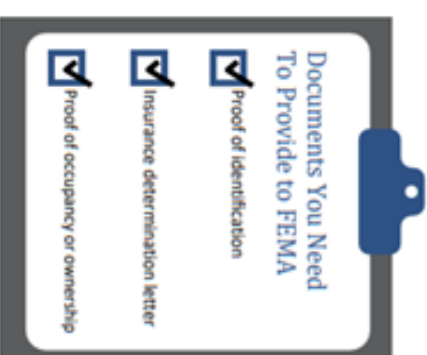 Documents You Need
To Provide to FEMA
Proof of identification
Insurance determination letter
Proof of occupancy or ownership